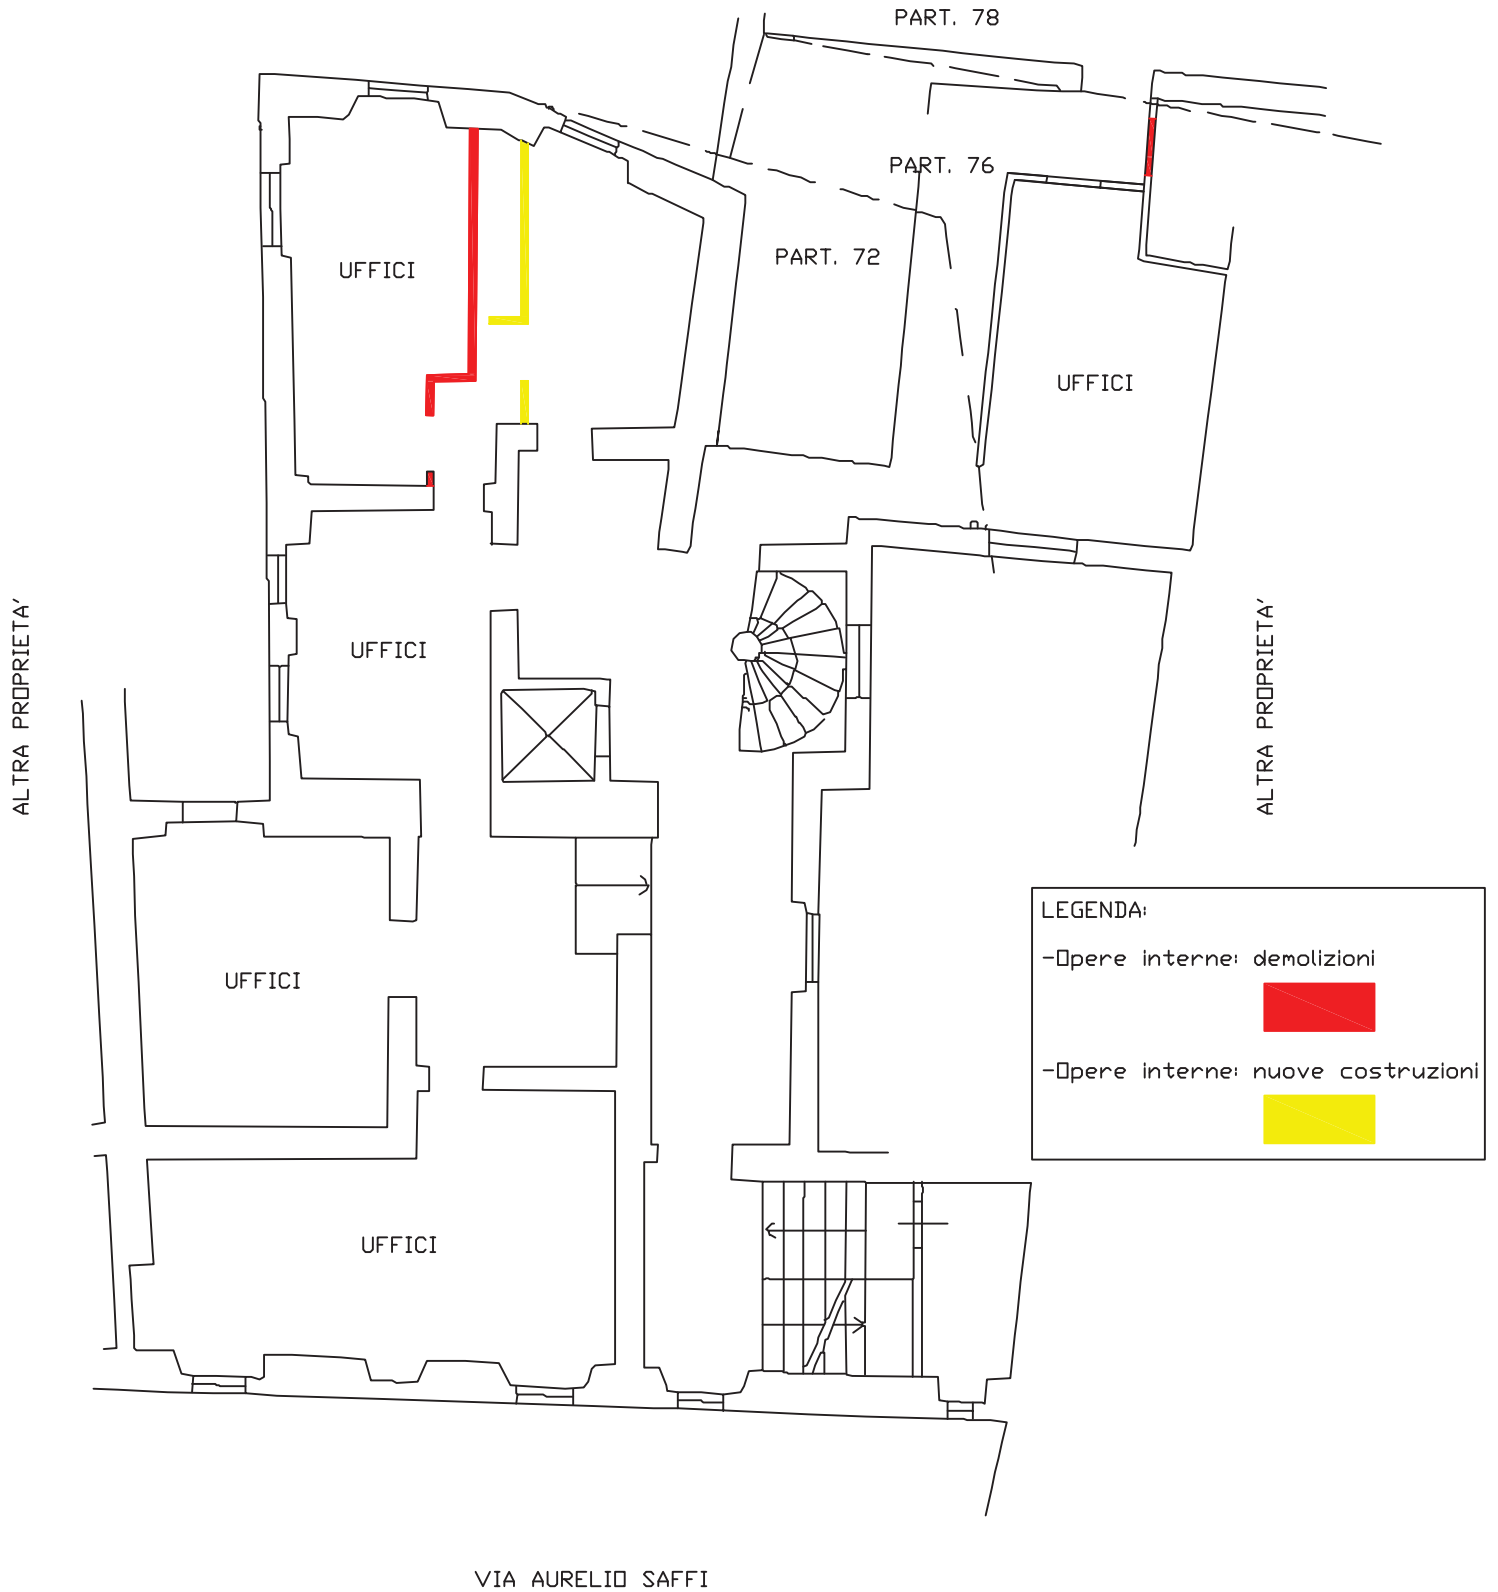 PART. 78
PART. 76
PART. 72
UFFICI
UFFICI
UFFICI
ALTRA PROPRIETA'
ALTRA PROPRIETA'
LEGENDA:
-Opere interne: demolizioni
UFFICI
-Opere interne: nuove costruzioni
UFFICI
VIA AURELIO SAFFI